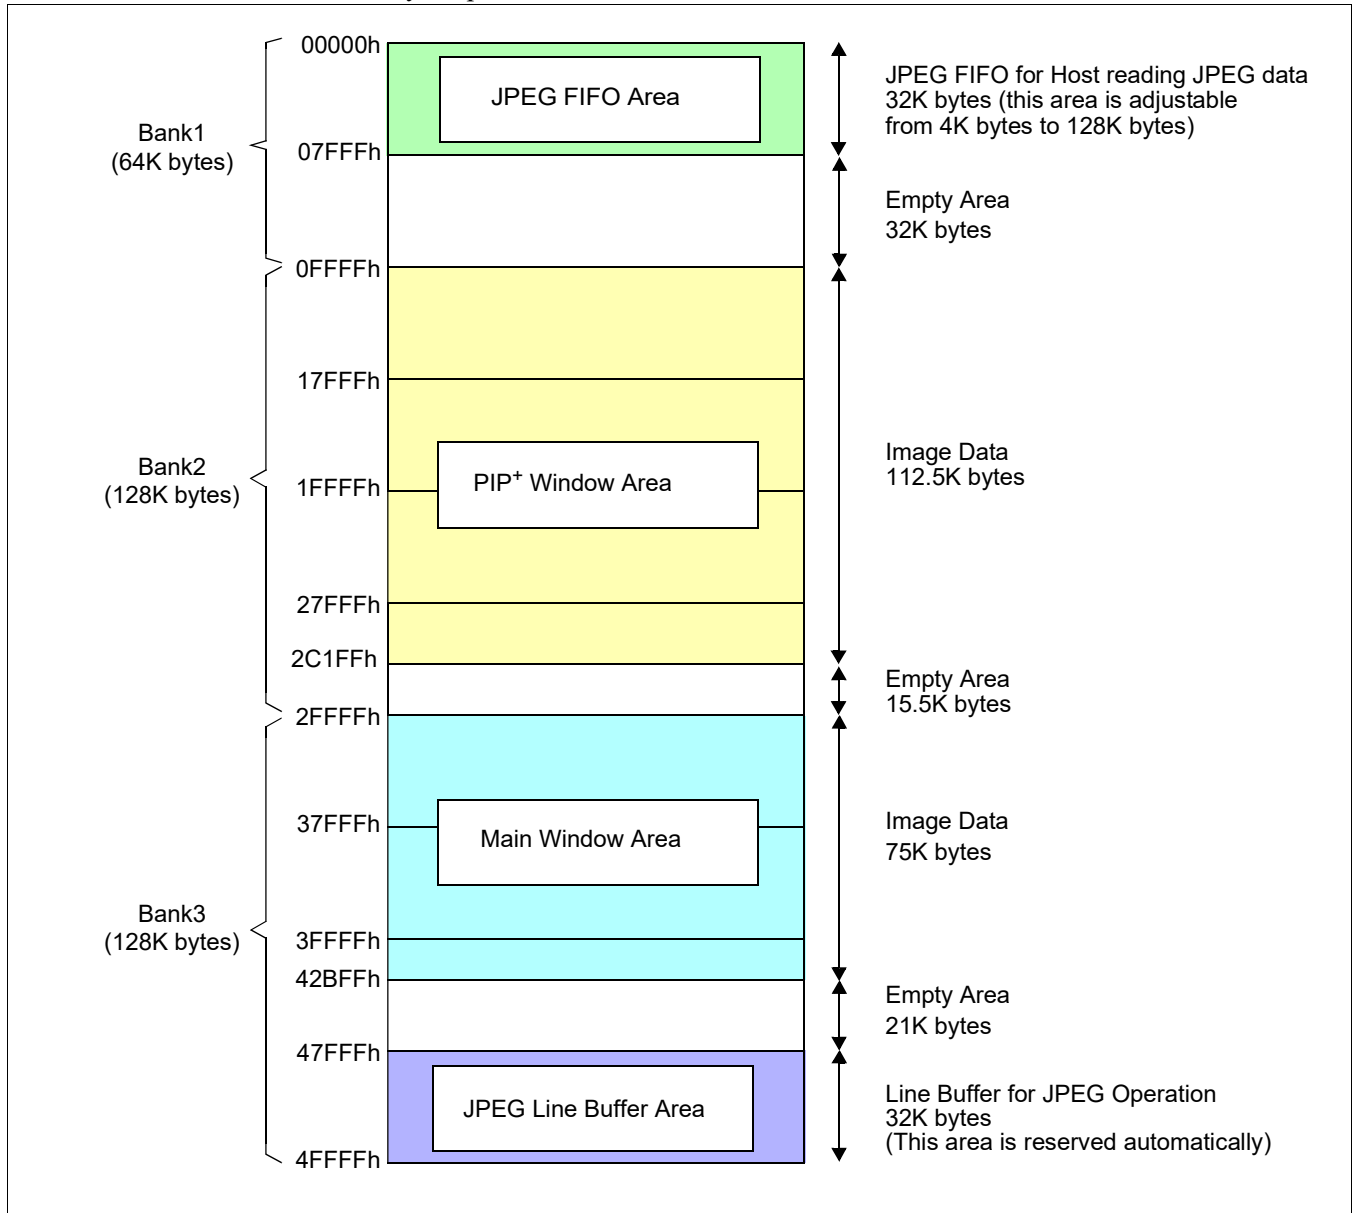 00000h
JPEG FIFO Area
JPEG FIFO for Host reading JPEG data
32K bytes (this area is adjustable
from 4K bytes to 128K bytes)
Bank1
(64K bytes)
07FFFh
Empty Area
32K bytes
0FFFFh
17FFFh
Bank2
(128K bytes)
1FFFFh
PIP+ Window Area
Image Data
112.5K bytes
27FFFh
2C1FFh
Empty Area
15.5K bytes
2FFFFh
37FFFh
Main Window Area
Image Data
75K bytes
Bank3
(128K bytes)
3FFFFh
42BFFh
Empty Area
21K bytes
47FFFh
JPEG Line Buffer Area
Line Buffer for JPEG Operation
32K bytes
(This area is reserved automatically)
4FFFFh